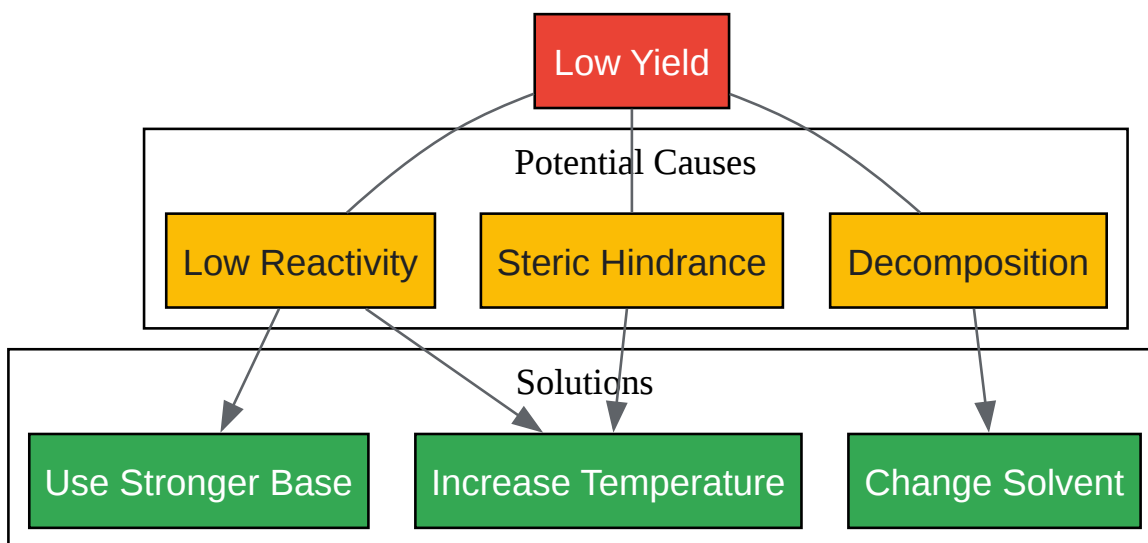 Low Yield
Potential Causes
Low Reactivity
Steric Hindrance
Decomposition
Solutions
Use Stronger Base
Increase Temperature
Change Solvent